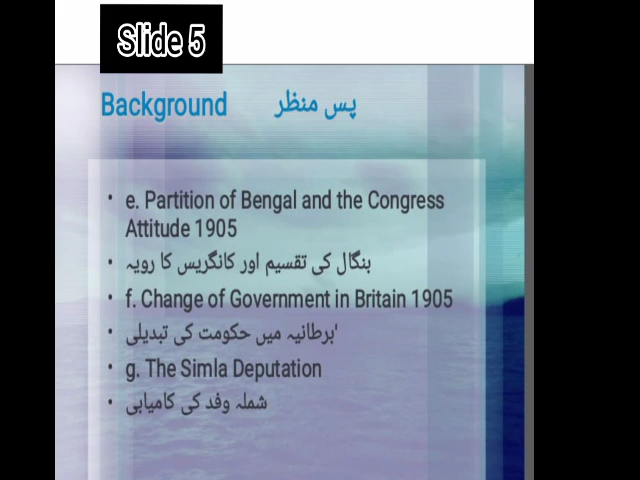 Slide 5
Background پس منظر
• e. Partition of Bengal and the Congress
Attitude 1905
• بنگال کی تقسیم اور کانگریس کا رویہ
• f. Change of Government in Britain 1905
• برطانیہ میں حکومت کی تبدیلی'
• g. The Simla Deputation
• شملہ وفد کی کامیابی